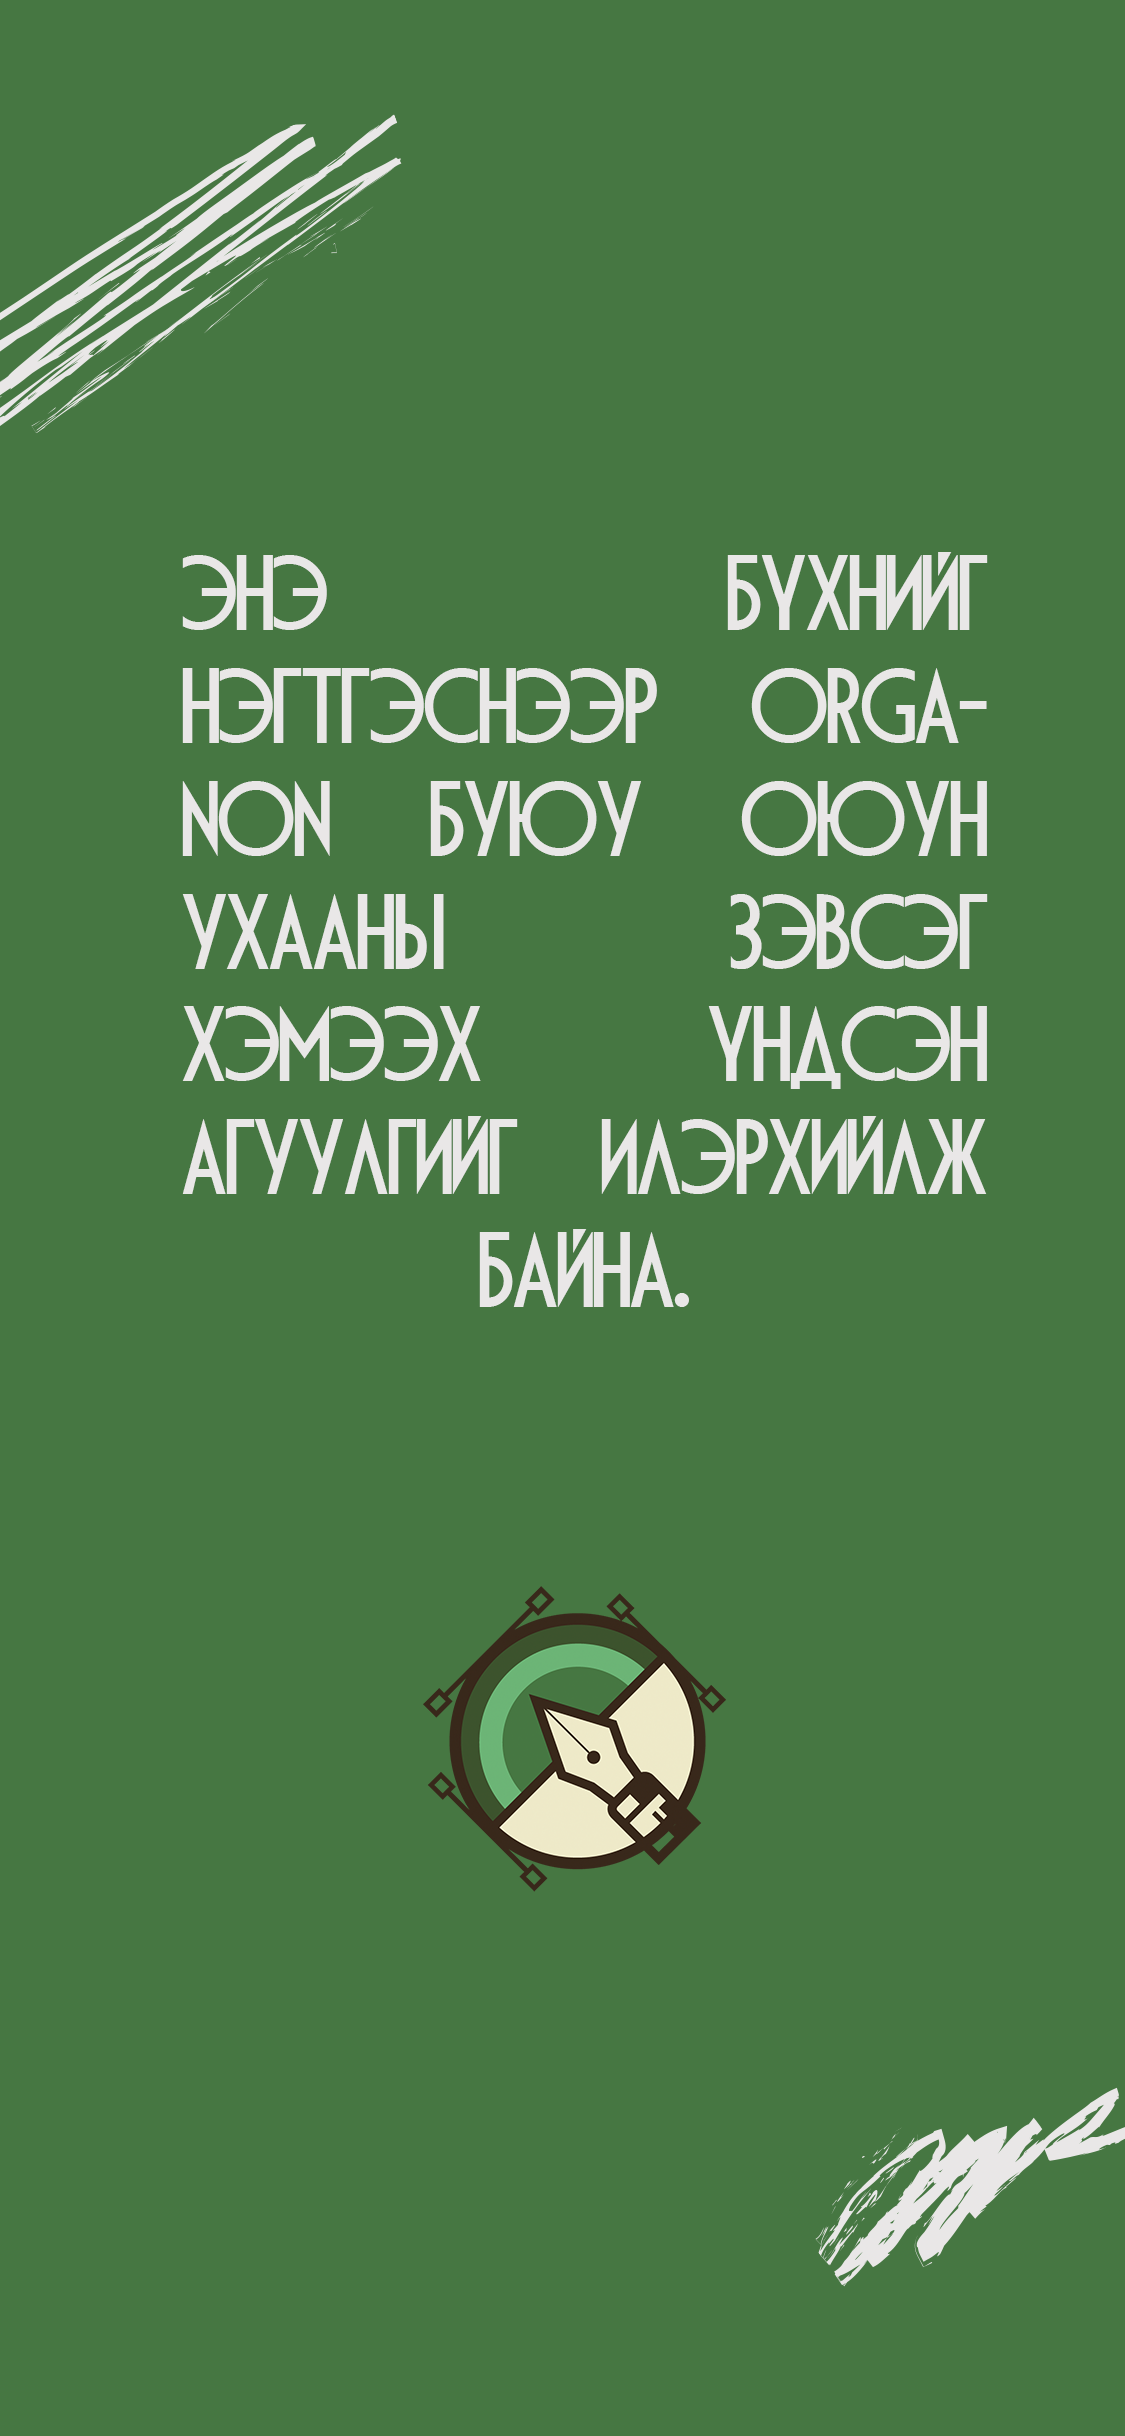 ЭНЭ БҮХНИЙГ
НЭГТГЭСНЭЭР ORGA-
NON БУЮУ ОЮУН
УХААНЫ ЗЭВСЭГ
ХЭМЭЭХ ҮНДСЭН
АГУУЛГИЙГ ИЛЭРХИЙЛЖ
БАЙНА.